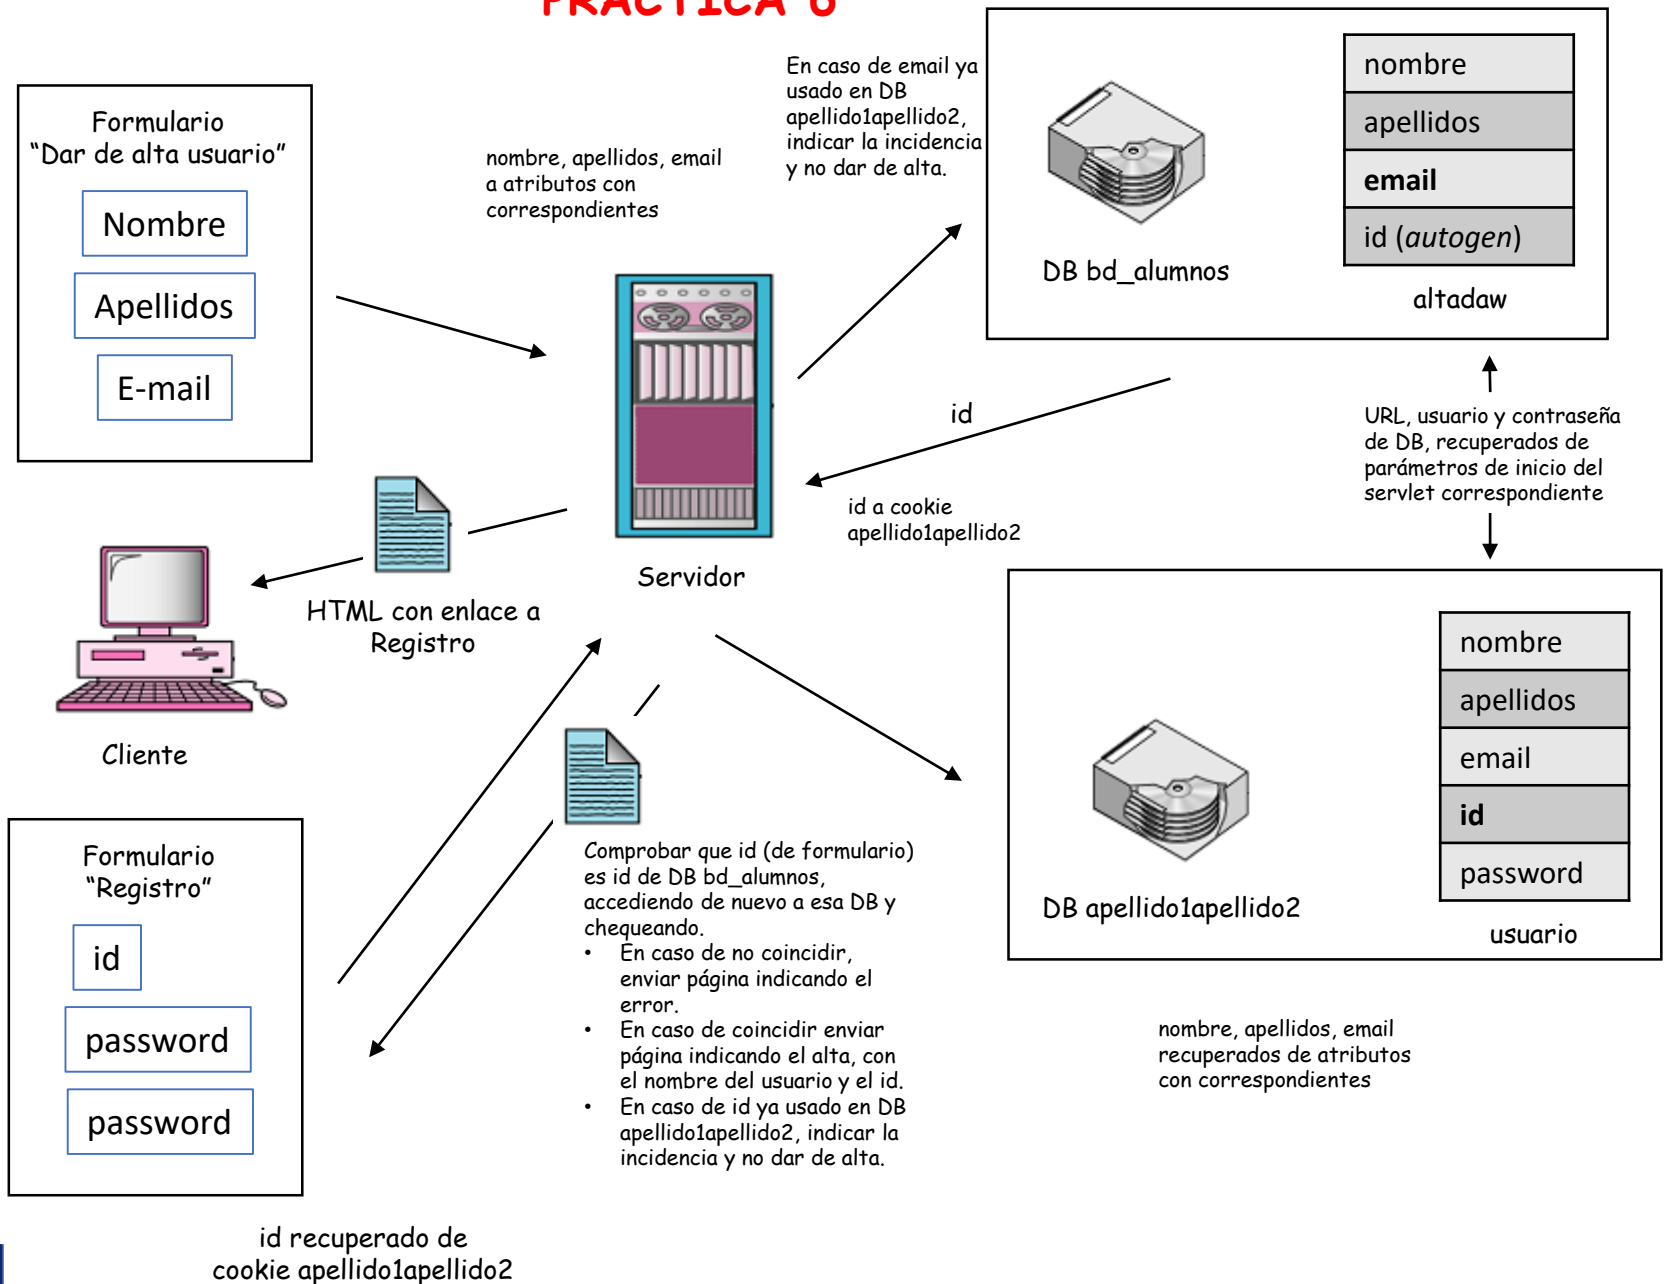 PRÁCTICA 6
Formulario
“Dar de alta usuario”
Nombre
Apellidos
E-mail
nombre, apellidos, email
a atributos con
correspondientes
En caso de email ya
usado en DB
apellido1apellido2,
indicar la incidencia
y no dar de alta.
DB bd_alumnos
nombre
apellidos
email
id (autogen)
altadaw
id
id a cookie
apellido1apellido2
URL, usuario y contraseña
de DB, recuperados de
parámetros de inicio del
servlet correspondiente
Servidor
HTML con enlace a
Registro
Cliente
Formulario
“Registro”
id
password
password
id recuperado de
cookie apellido1apellido2
Comprobar que id (de formulario)
es id de DB bd_alumnos,
accediendo de nuevo a esa DB y
chequeando.
• En caso de no coincidir,
enviar página indicando el
error.
• En caso de coincidir enviar
página indicando el alta, con
el nombre del usuario y el id.
• En caso de id ya usado en DB
apellido1apellido2, indicar la
incidencia y no dar de alta.
DB apellido1apellido2
nombre
apellidos
email
id
password
usuario
nombre, apellidos, email
recuperados de atributos
con correspondientes